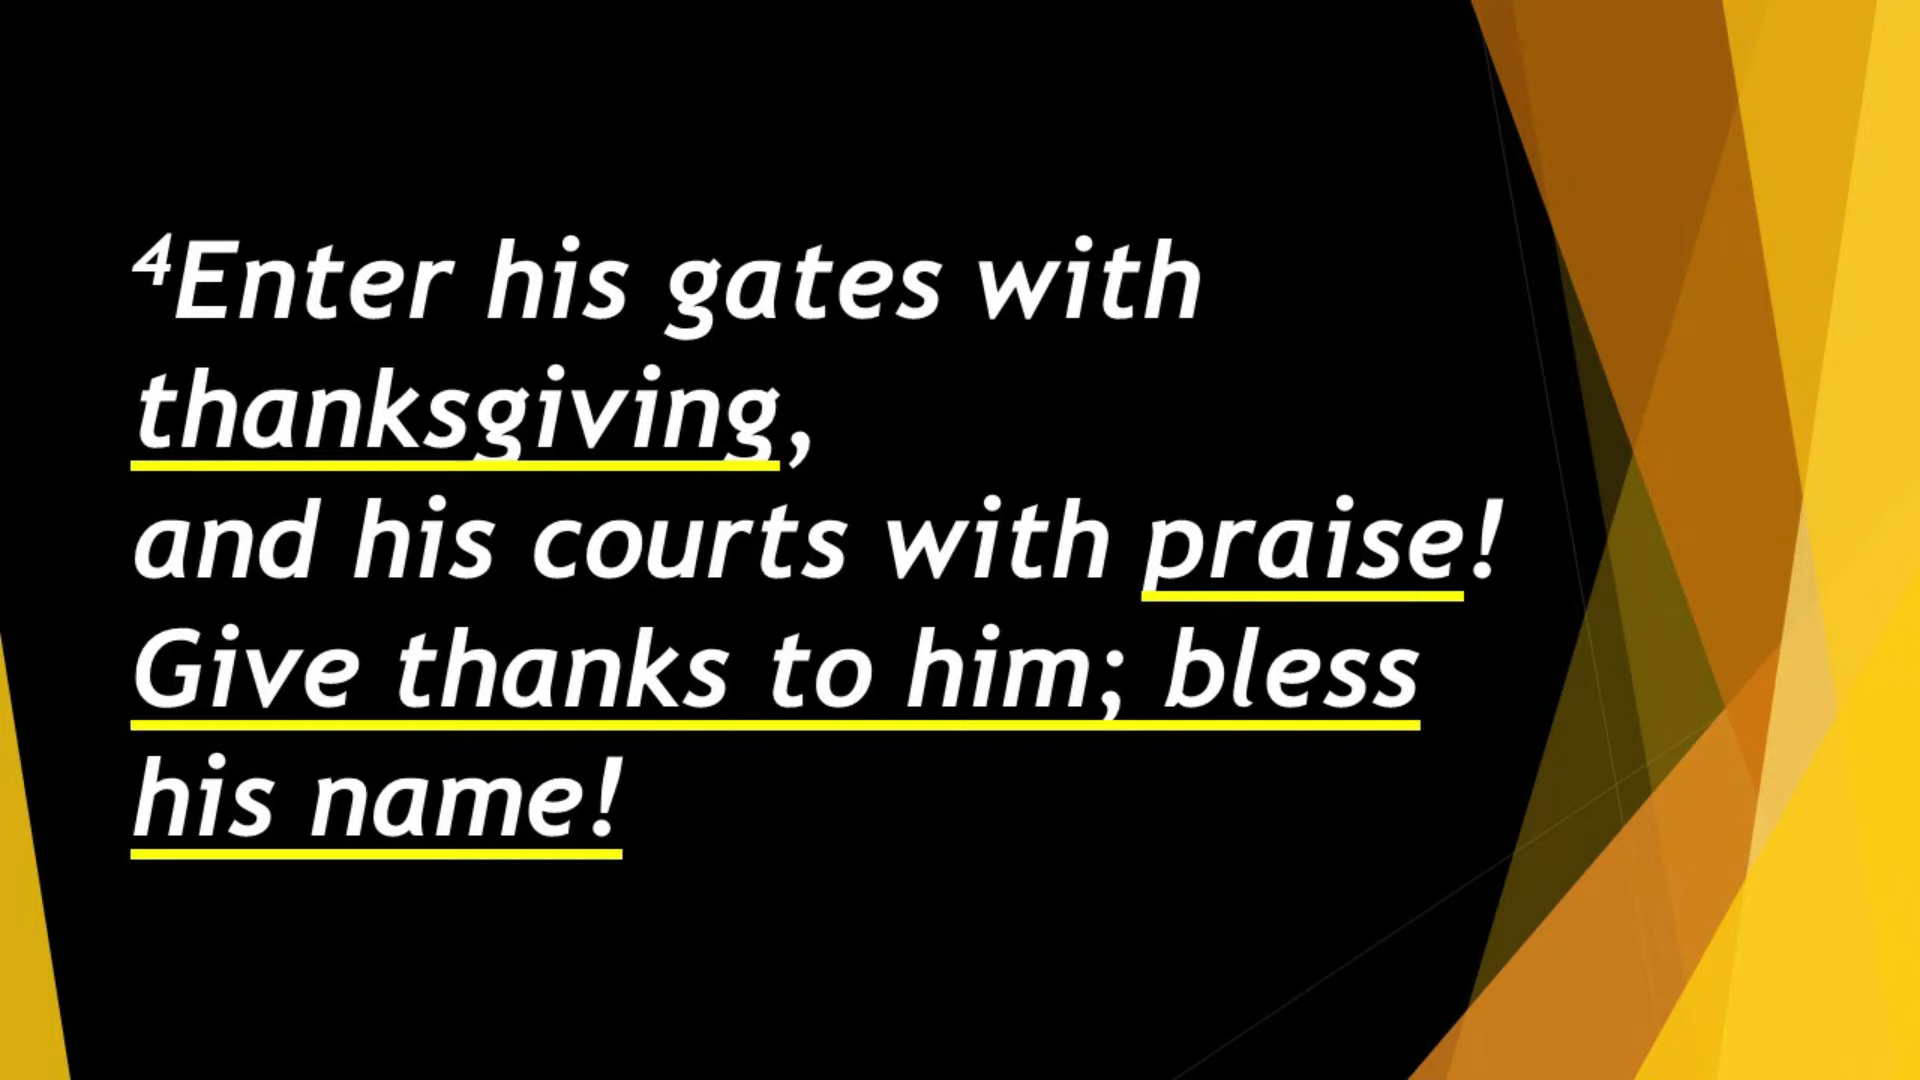 ⁴Enter his gates with
thanksgiving,
and his courts with praise!
Give thanks to him; bless
his name!